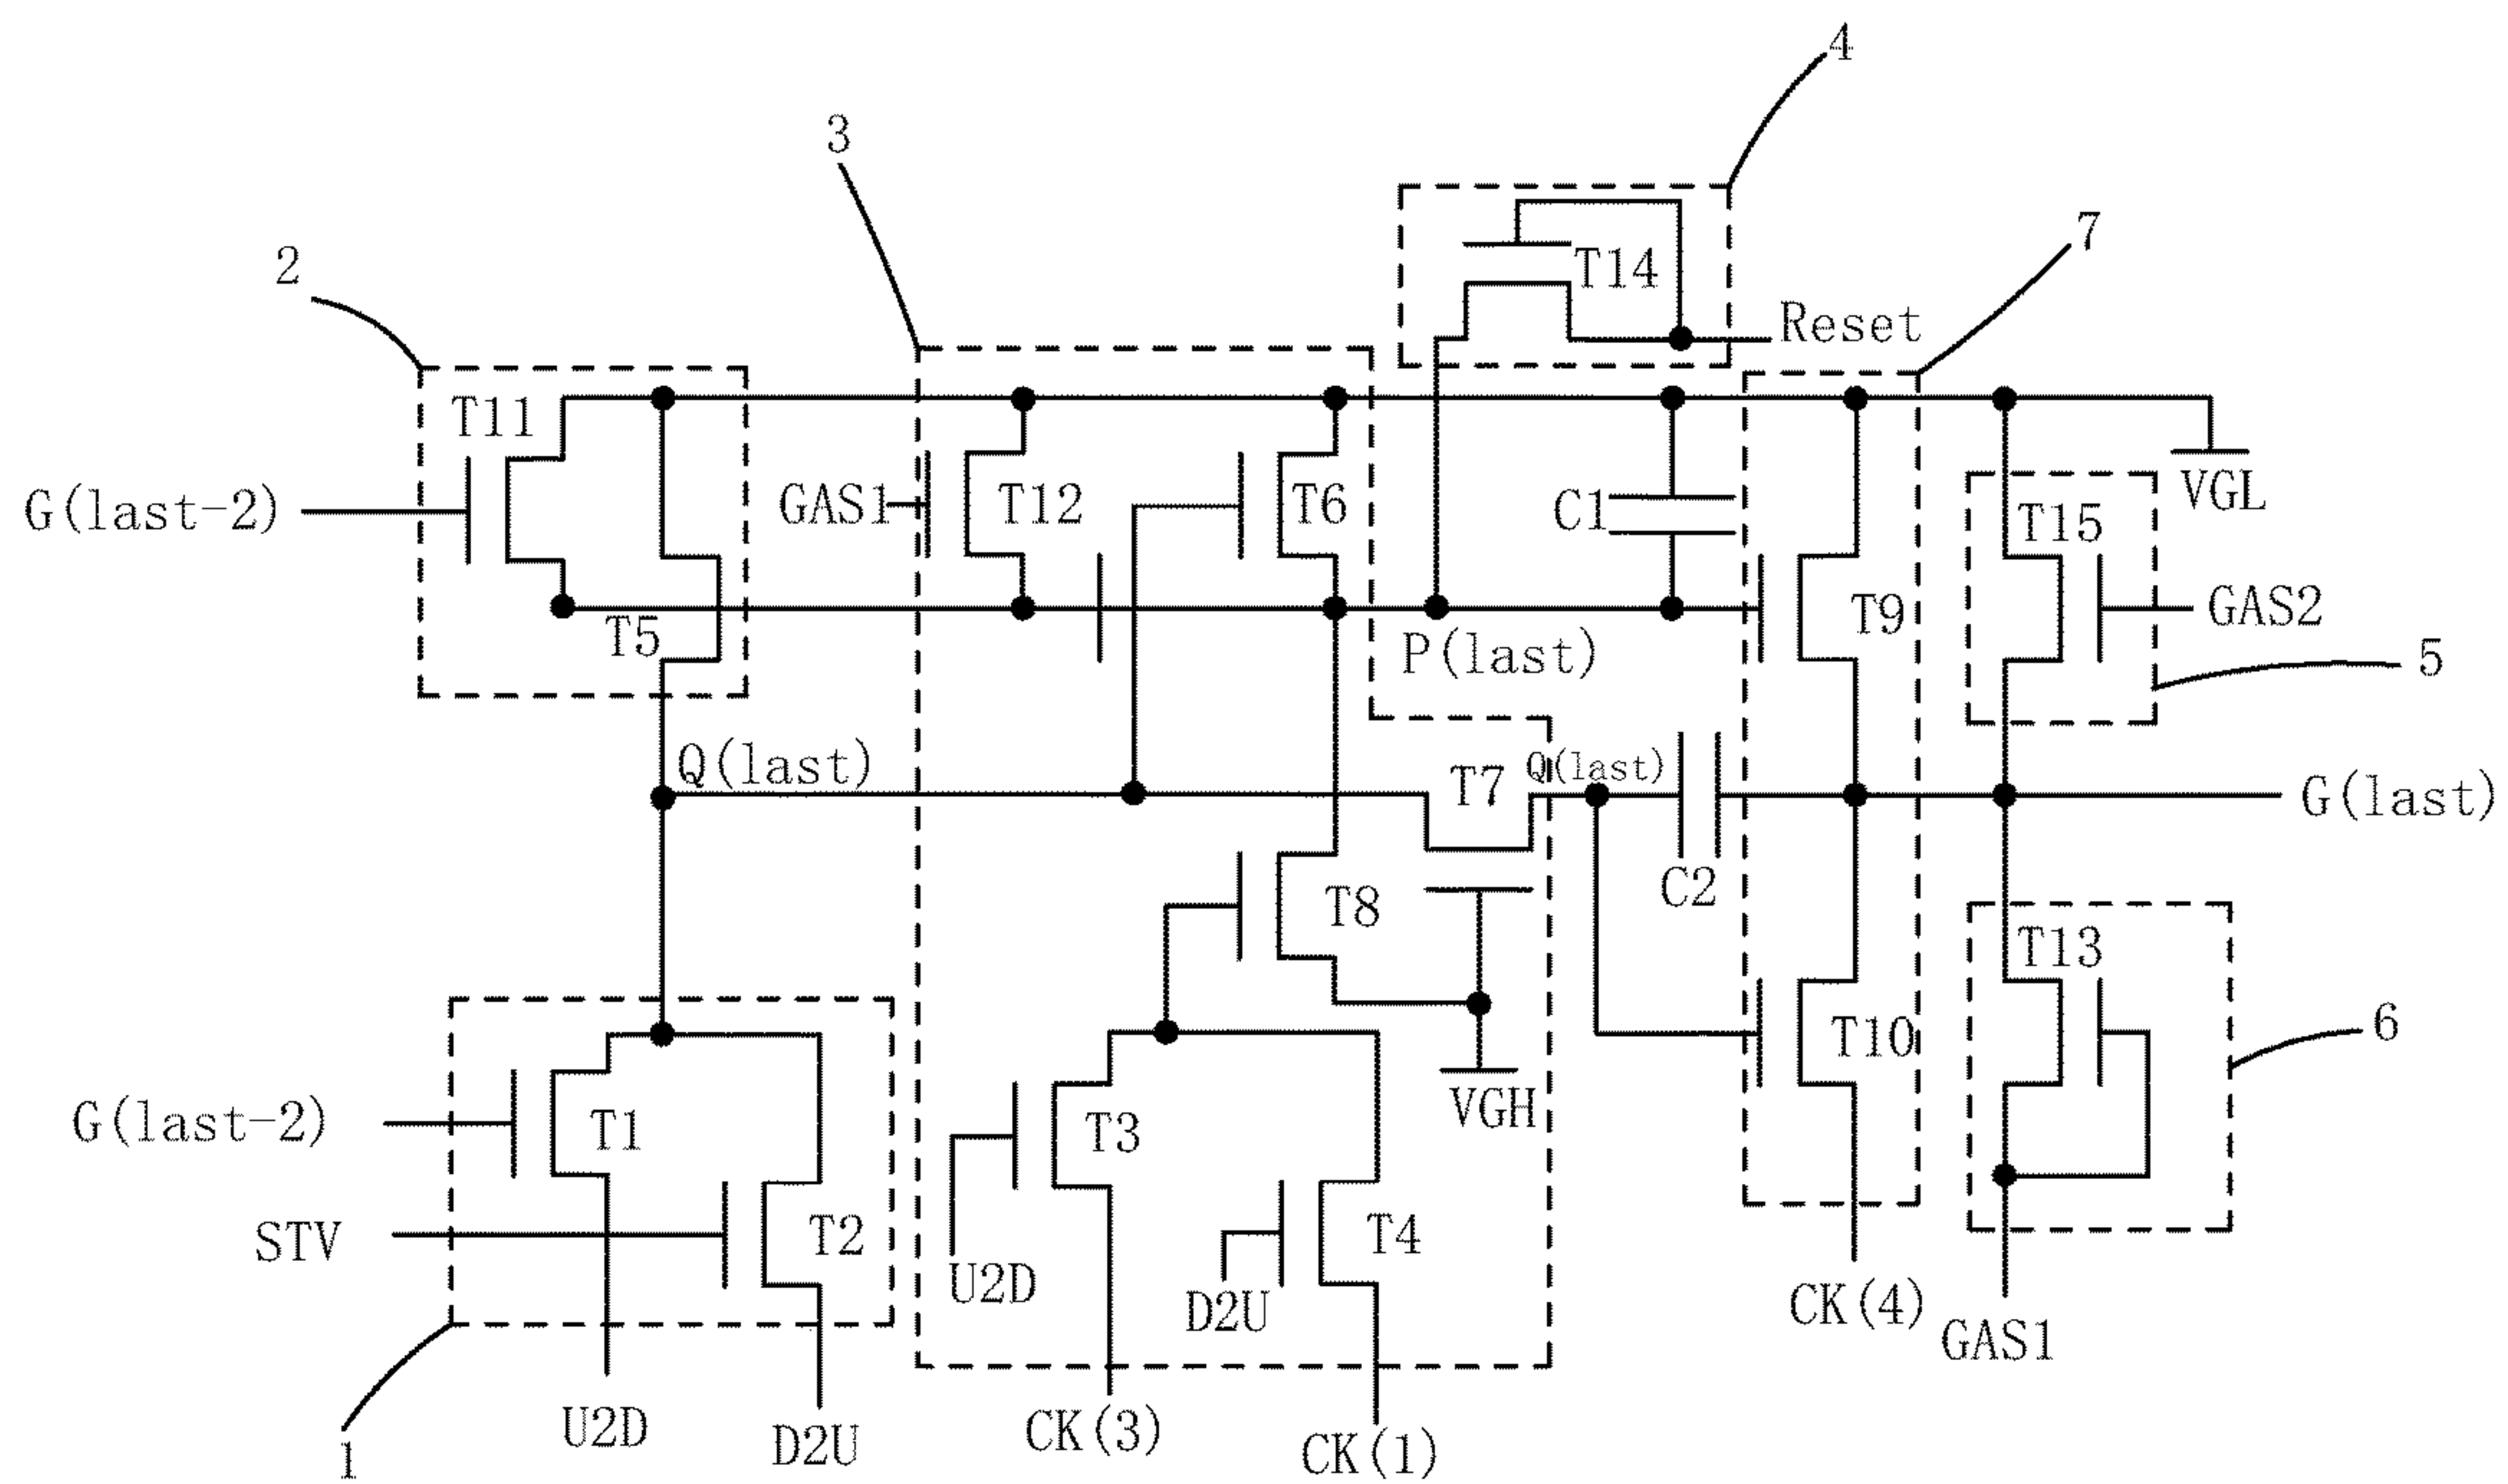 4
3
7
2
T14
Reset
T11
GAS1
T12
T6
C1
VGL
T15
G(last-2)
T5
T9
GAS2
P(last)
5
Q(last)
T7
Q(last)
G(last)
C2
T8
T13
6
T10
G(last-2)
T1
T3
VGH
STV
T2
T4
U2D
D2U
CK(4)
GAS1
U2D
D2U
CK(3)
CK(1)
1